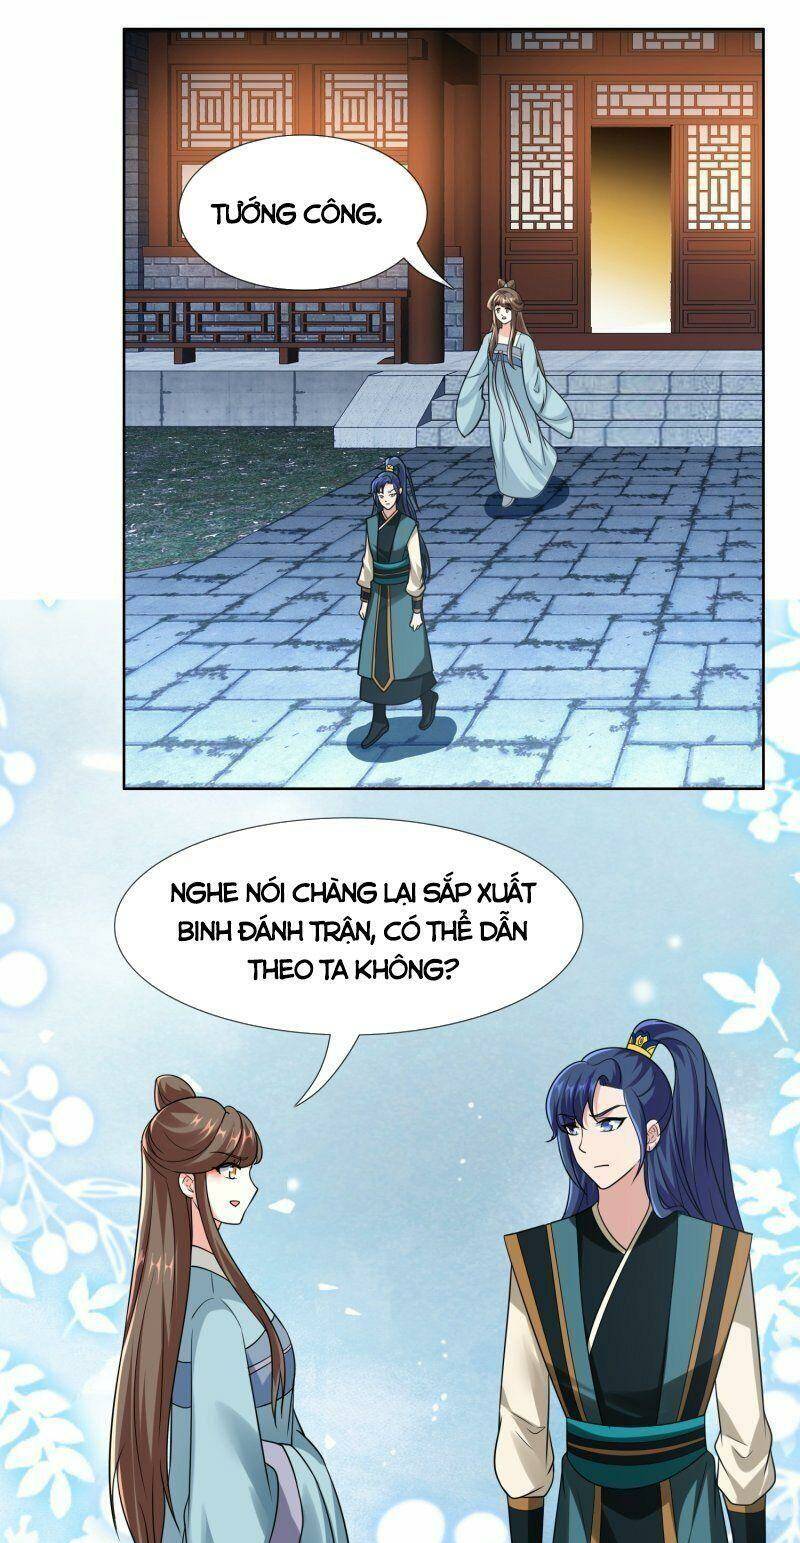 TƯỚNG CÔNG.
NGHE NÓI CHÀNG LẠI SẮP XUẤT
BINH ĐÁNH TRẬN, CÓ THỂ DẪN
THEO TA KHÔNG?